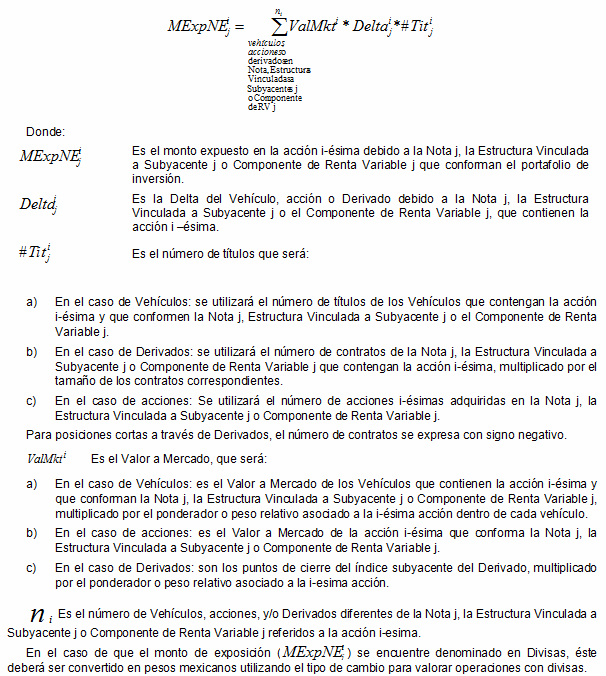 MExpNE_j^i = ∑ ValMkt^i * Delta_j^i * #Tit_j^i
n_i
vehículos
accioneso
derivadosen
Nota,Estructura
Vinculadasa
Subyacentes j
o Componente
deRV j
Donde:
MExpNE_j^i Es el monto expuesto en la acción i-ésima debido a la Nota j, la Estructura Vinculada
a Subyacente j o Componente de Renta Variable j que conforman el portafolio de
inversión.
Delta_j^i Es la Delta del Vehículo, acción o Derivado debido a la Nota j, la Estructura
Vinculada a Subyacente j o el Componente de Renta Variable j, que contienen la
acción i –ésima.
#Tit_j^i Es el número de títulos que será:
a) En el caso de Vehículos: se utilizará el número de títulos de los Vehículos que contengan la acción
i-ésima y que conformen la Nota j, Estructura Vinculada a Subyacente j o el Componente de Renta
Variable j.
b) En el caso de Derivados: se utilizará el número de contratos de la Nota j, la Estructura Vinculada a
Subyacente j o Componente de Renta Variable j que contengan la acción i-ésima, multiplicado por el
tamaño de los contratos correspondientes.
c) En el caso de acciones: Se utilizará el número de acciones i-ésimas adquiridas en la Nota j, la
Estructura Vinculada a Subyacente j o Componente de Renta Variable j.
Para posiciones cortas a través de Derivados, el número de contratos se expresa con signo negativo.
ValMkt^i Es el Valor a Mercado, que será:
a) En el caso de Vehículos: es el Valor a Mercado de los Vehículos que contienen la acción i-ésima y
que conforman la Nota j, la Estructura Vinculada a Subyacente j o Componente de Renta Variable j,
multiplicado por el ponderador o peso relativo asociado a la i-ésima acción dentro de cada vehículo.
b) En el caso de acciones: es el Valor a Mercado de la acción i-ésima que conforma la Nota j, la
Estructura Vinculada a Subyacente j o Componente de Renta Variable j.
c) En el caso de Derivados: son los puntos de cierre del índice subyacente del Derivado, multiplicado
por el ponderador o peso relativo asociado a la i-esima acción.
n_i Es el número de Vehículos, acciones, y/o Derivados diferentes de la Nota j, la Estructura Vinculada a
Subyacente j o Componente de Renta Variable j referidos a la acción i-esima.
En el caso de que el monto de exposición (MExpNE_j^i) se encuentre denominado en Divisas, éste
deberá ser convertido en pesos mexicanos utilizando el tipo de cambio para valorar operaciones con divisas.